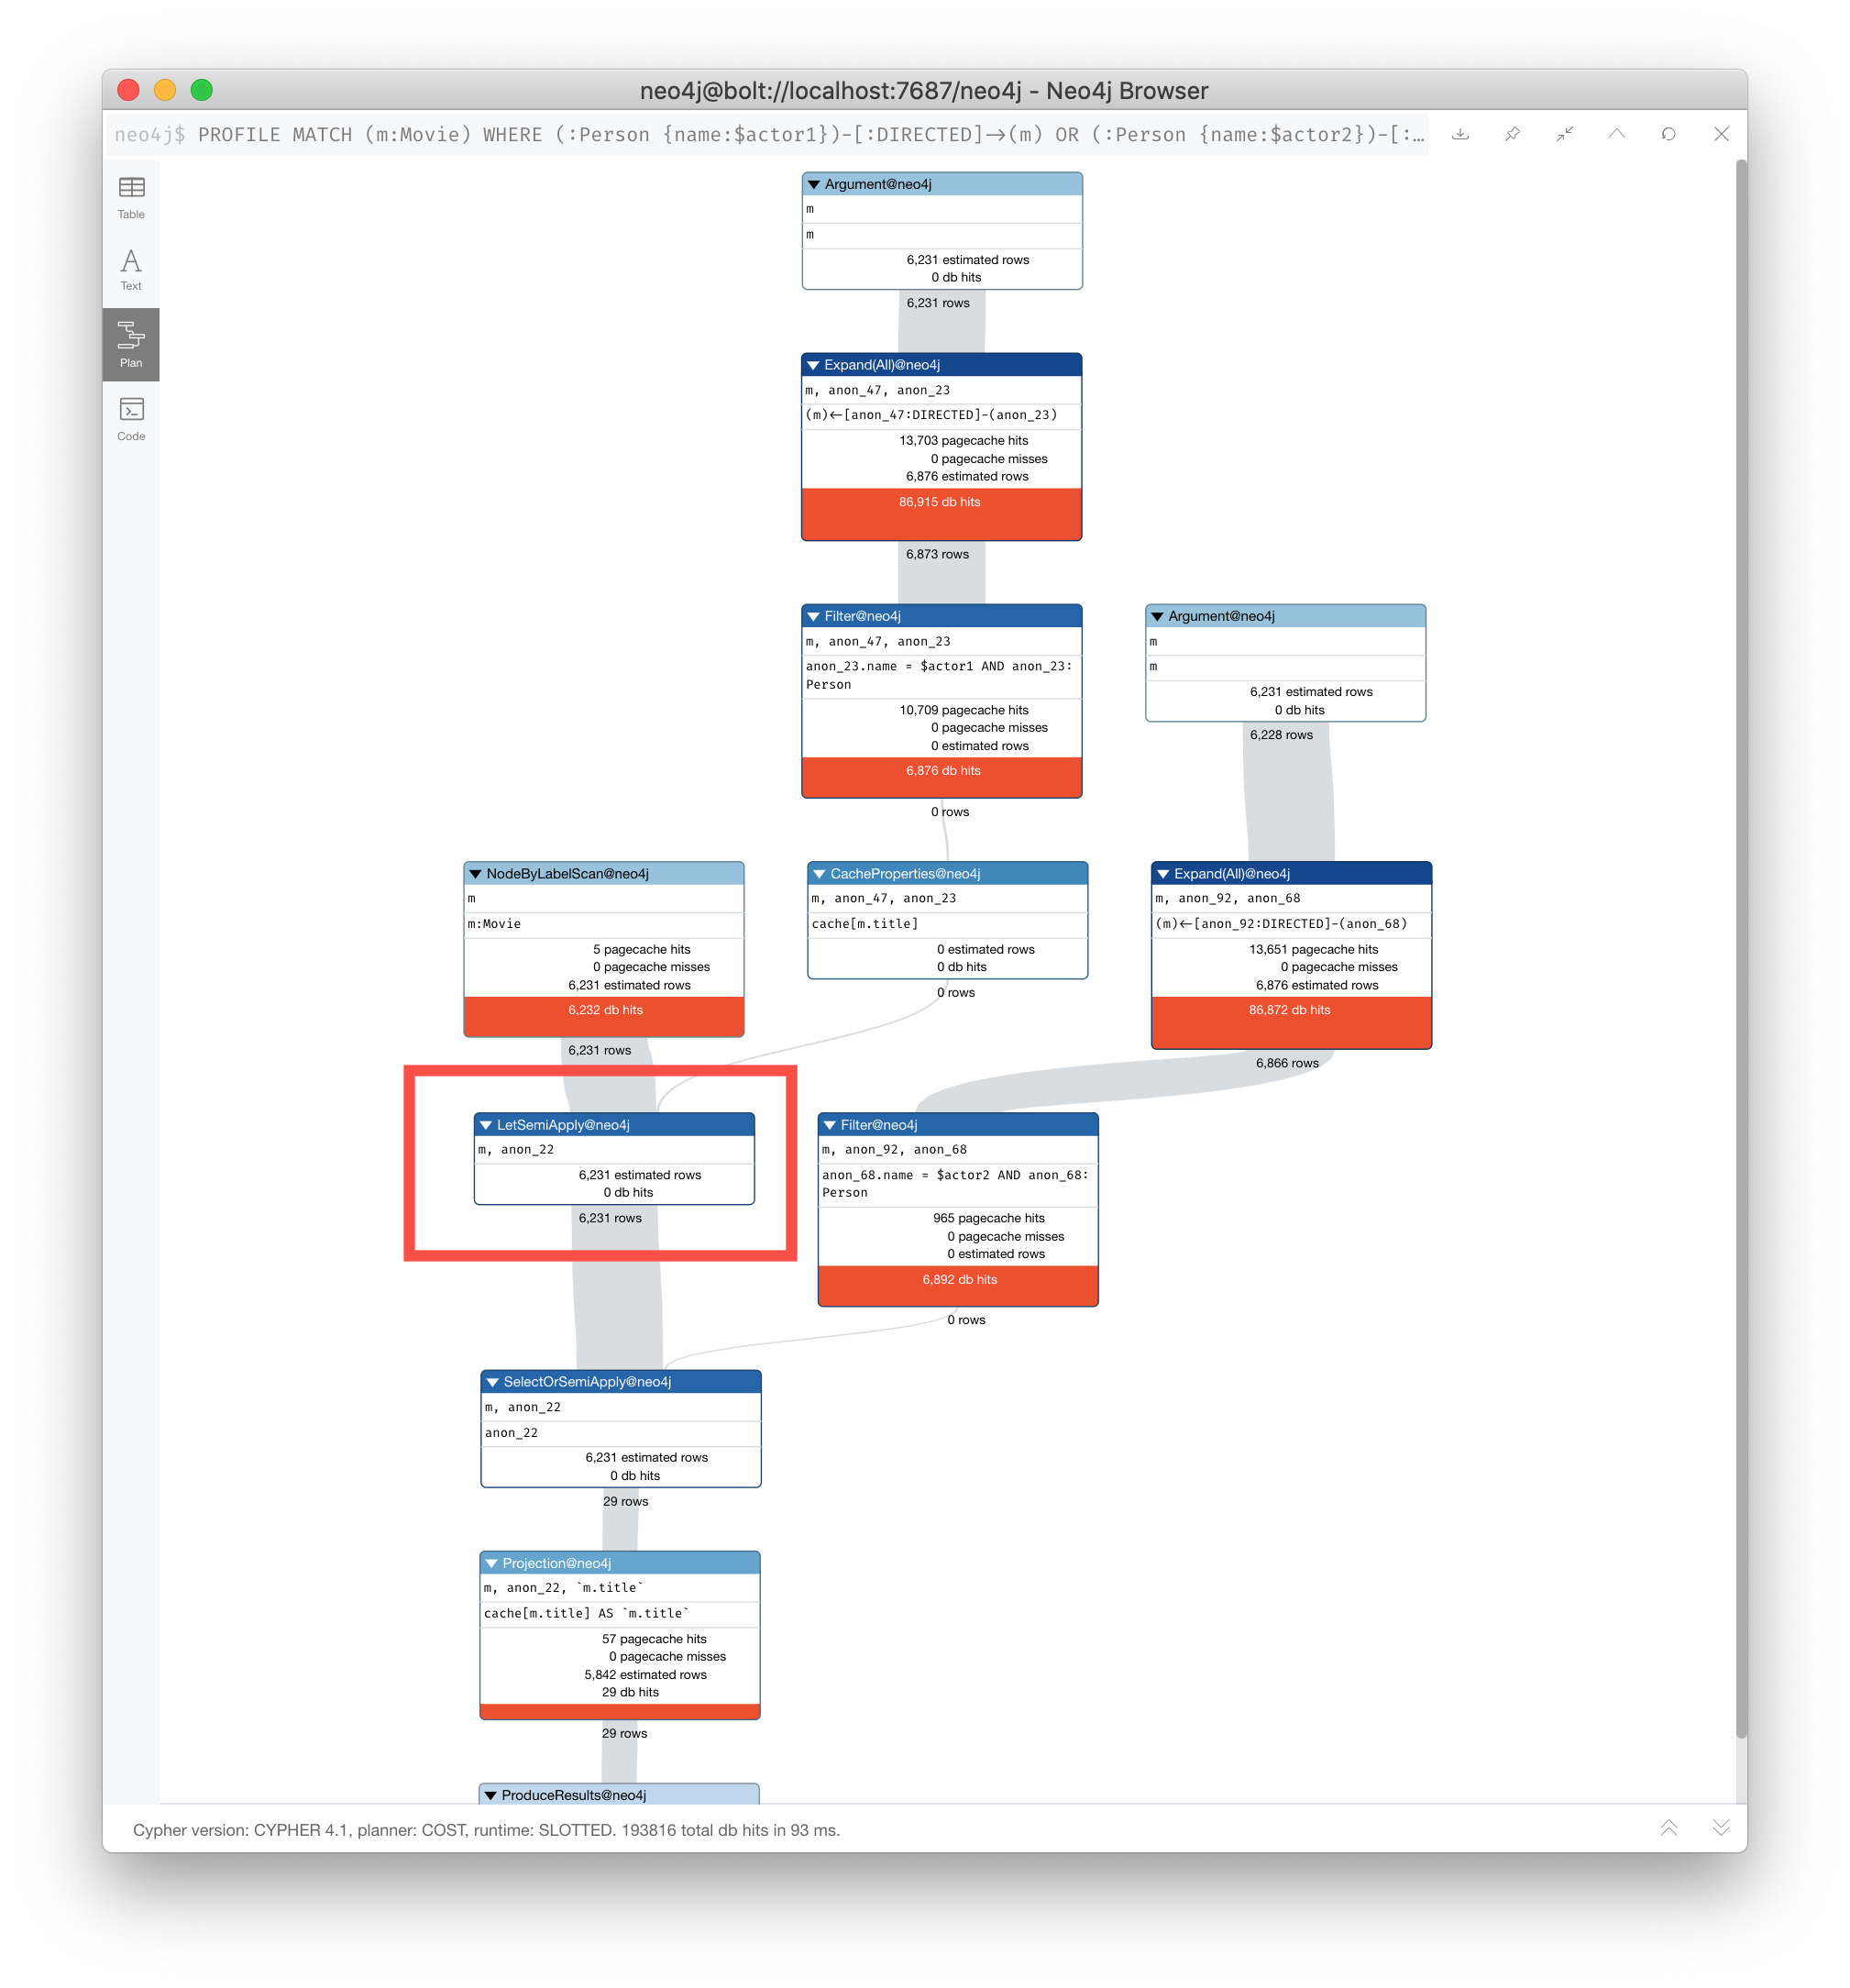 neo4j@bolt://localhost:7687/neo4j - Neo4j Browser
neo4j$ PROFILE MATCH (m:Movie) WHERE (:Person {name:$actor1})-[:DIRECTED]→(m) OR (:Person {name:$actor2})-[:…
Table
Text
Plan
Code
Argument@neo4j
m
m
6,231 estimated rows
0 db hits
6,231 rows
Expand(All)@neo4j
m, anon_47, anon_23
(m)←[anon_47:DIRECTED]-(anon_23)
13,703 pagecache hits
0 pagecache misses
6,876 estimated rows
86,915 db hits
6,873 rows
Filter@neo4j
m, anon_47, anon_23
anon_23.name = $actor1 AND anon_23:
Person
10,709 pagecache hits
0 pagecache misses
0 estimated rows
6,876 db hits
0 rows
Argument@neo4j
m
m
6,231 estimated rows
0 db hits
6,228 rows
NodeByLabelScan@neo4j
m
m:Movie
5 pagecache hits
0 pagecache misses
6,231 estimated rows
6,232 db hits
6,231 rows
CacheProperties@neo4j
m, anon_47, anon_23
cache[m.title]
0 estimated rows
0 db hits
0 rows
Expand(All)@neo4j
m, anon_92, anon_68
(m)←[anon_92:DIRECTED]-(anon_68)
13,651 pagecache hits
0 pagecache misses
6,876 estimated rows
86,872 db hits
6,866 rows
LetSemiApply@neo4j
m, anon_22
6,231 estimated rows
0 db hits
6,231 rows
Filter@neo4j
m, anon_92, anon_68
anon_68.name = $actor2 AND anon_68:
Person
965 pagecache hits
0 pagecache misses
0 estimated rows
6,892 db hits
0 rows
SelectOrSemiApply@neo4j
m, anon_22
anon_22
6,231 estimated rows
0 db hits
29 rows
Projection@neo4j
m, anon_22, `m.title`
cache[m.title] AS `m.title`
57 pagecache hits
0 pagecache misses
5,842 estimated rows
29 db hits
29 rows
ProduceResults@neo4j
Cypher version: CYPHER 4.1, planner: COST, runtime: SLOTTED. 193816 total db hits in 93 ms.